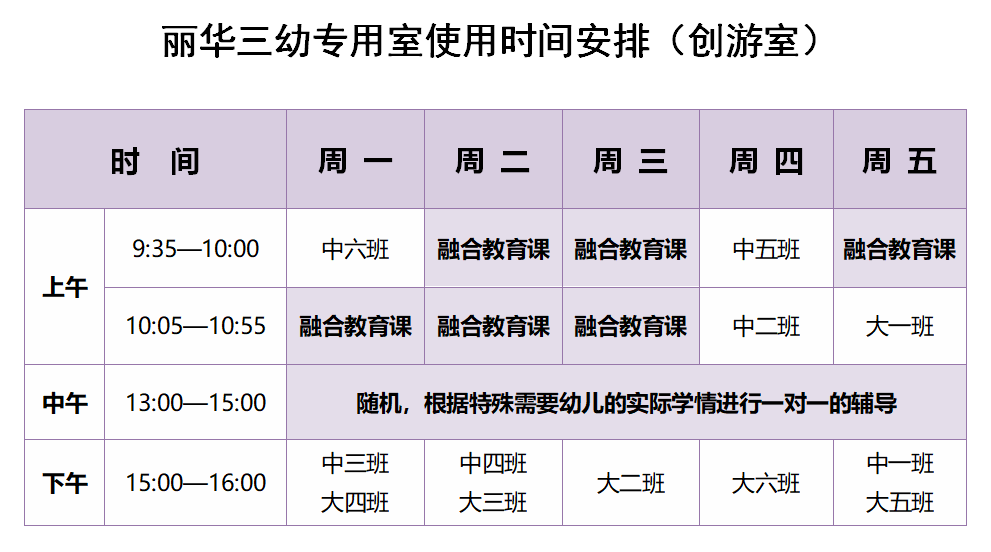 丽华三幼专用室使用时间安排（创游室）
时 间 周 一 周 二 周 三 周 四 周 五
上午 9:35—10:00 中六班 融合教育课 融合教育课 中五班 融合教育课
10:05—10:55 融合教育课 融合教育课 融合教育课 中二班 大一班
中午 13:00—15:00 随机，根据特殊需要幼儿的实际学情进行一对一的辅导
下午 15:00—16:00 中三班 中四班 大二班 大六班 中一班
大四班 大三班 大五班